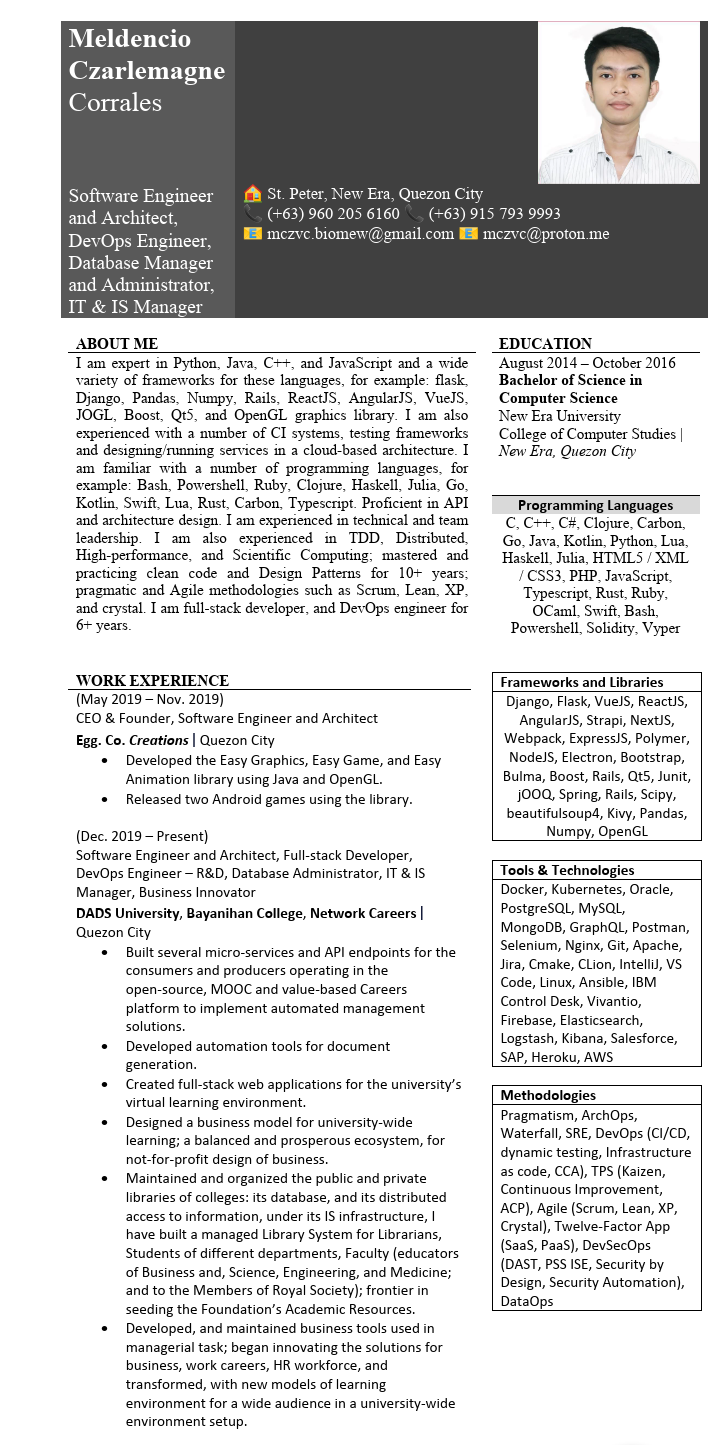 Meldencio
Czarlemagne
Corrales
Software Engineer
and Architect,
DevOps Engineer,
Database Manager
and Administrator,
IT & IS Manager
🏠 St. Peter, New Era, Quezon City
📞 (+63) 960 205 6160 📞 (+63) 915 793 9993
📧 mczvc.biomew@gmail.com 📧 mczvc@proton.me
ABOUT ME
I am expert in Python, Java, C++, and JavaScript and a wide
variety of frameworks for these languages, for example: flask,
Django, Pandas, Numpy, Rails, ReactJS, AngularJS, VueJS,
JOGL, Boost, Qt5, and OpenGL graphics library. I am also
experienced with a number of CI systems, testing frameworks
and designing/running services in a cloud-based architecture. I
am familiar with a number of programming languages, for
example: Bash, Powershell, Ruby, Clojure, Haskell, Julia, Go,
Kotlin, Swift, Lua, Rust, Carbon, Typescript. Proficient in API
and architecture design. I am experienced in technical and team
leadership. I am also experienced in TDD, Distributed,
High-performance, and Scientific Computing; mastered and
practicing clean code and Design Patterns for 10+ years;
pragmatic and Agile methodologies such as Scrum, Lean, XP,
and crystal. I am full-stack developer, and DevOps engineer for
6+ years.
WORK EXPERIENCE
(May 2019 – Nov. 2019)
CEO & Founder, Software Engineer and Architect
Egg. Co. Creations | Quezon City
• Developed the Easy Graphics, Easy Game, and Easy
Animation library using Java and OpenGL.
• Released two Android games using the library.
(Dec. 2019 – Present)
Software Engineer and Architect, Full-stack Developer,
DevOps Engineer – R&D, Database Administrator, IT & IS
Manager, Business Innovator
DADS University, Bayanihan College, Network Careers |
Quezon City
• Built several micro-services and API endpoints for the
consumers and producers operating in the
open-source, MOOC and value-based Careers
platform to implement automated management
solutions.
• Developed automation tools for document
generation.
• Created full-stack web applications for the university’s
virtual learning environment.
• Designed a business model for university-wide
learning; a balanced and prosperous ecosystem, for
not-for-profit design of business.
• Maintained and organized the public and private
libraries of colleges: its database, and its distributed
access to information, under its IS infrastructure, I
have built a managed Library System for Librarians,
Students of different departments, Faculty (educators
of Business and, Science, Engineering, and Medicine;
and to the Members of Royal Society); frontier in
seeding the Foundation’s Academic Resources.
• Developed, and maintained business tools used in
managerial task; began innovating the solutions for
business, work careers, HR workforce, and
transformed, with new models of learning
environment for a wide audience in a university-wide
environment setup.
EDUCATION
August 2014 – October 2016
Bachelor of Science in
Computer Science
New Era University
College of Computer Studies |
New Era, Quezon City
Programming Languages
C, C++, C#, Clojure, Carbon,
Go, Java, Kotlin, Python, Lua,
Haskell, Julia, HTML5 / XML
/ CSS3, PHP, JavaScript,
Typescript, Rust, Ruby,
OCaml, Swift, Bash,
Powershell, Solidity, Vyper
Frameworks and Libraries
Django, Flask, VueJS, ReactJS,
AngularJS, Strapi, NextJS,
Webpack, ExpressJS, Polymer,
NodeJS, Electron, Bootstrap,
Bulma, Boost, Rails, Qt5, Junit,
jOOQ, Spring, Rails, Scipy,
beautifulsoup4, Kivy, Pandas,
Numpy, OpenGL
Tools & Technologies
Docker, Kubernetes, Oracle,
PostgreSQL, MySQL,
MongoDB, GraphQL, Postman,
Selenium, Nginx, Git, Apache,
Jira, Cmake, CLion, IntelliJ, VS
Code, Linux, Ansible, IBM
Control Desk, Vivantio,
Firebase, Elasticsearch,
Logstash, Kibana, Salesforce,
SAP, Heroku, AWS
Methodologies
Pragmatism, ArchOps,
Waterfall, SRE, DevOps (CI/CD,
dynamic testing, Infrastructure
as code, CCA), TPS (Kaizen,
Continuous Improvement,
ACP), Agile (Scrum, Lean, XP,
Crystal), Twelve-Factor App
(SaaS, PaaS), DevSecOps
(DAST, PSS ISE, Security by
Design, Security Automation),
DataOps